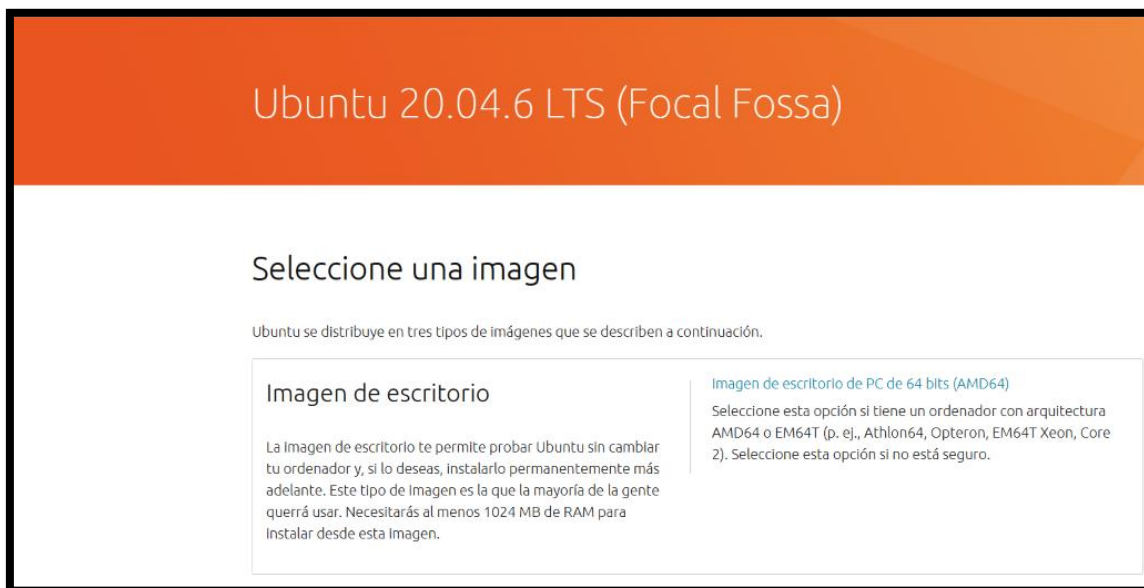 Ubuntu 20.04.6 LTS (Focal Fossa)
Seleccione una imagen
Ubuntu se distribuye en tres tipos de imágenes que se describen a continuación.
Imagen de escritorio
La imagen de escritorio te permite probar Ubuntu sin cambiar
tu ordenador y, si lo deseas, instalarlo permanentemente más
adelante. Este tipo de imagen es la que la mayoría de la gente
querrá usar. Necesitarás al menos 1024 MB de RAM para
instalar desde esta imagen.
Imagen de escritorio de PC de 64 bits (AMD64)
Seleccione esta opción si tiene un ordenador con arquitectura
AMD64 o EM64T (p. ej., Athlon64, Opteron, EM64T Xeon, Core
2). Seleccione esta opción si no está seguro.